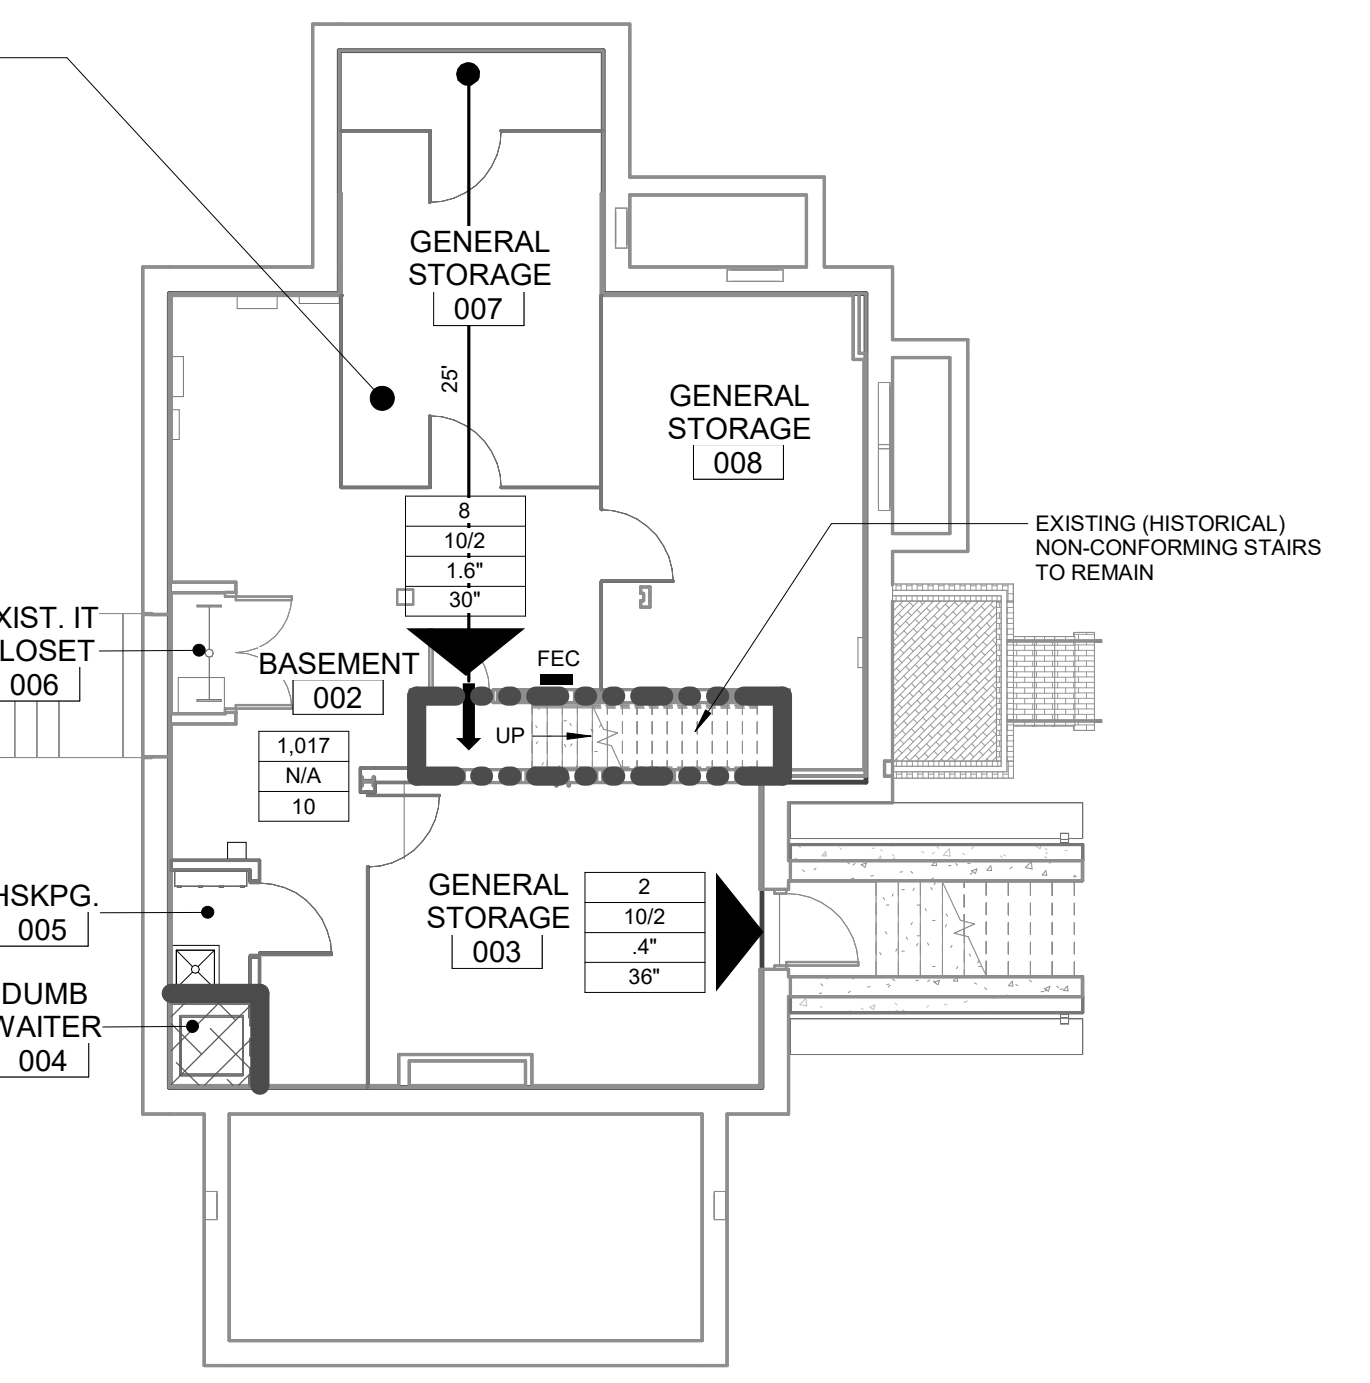 GENERAL
STORAGE
007
25'
GENERAL
STORAGE
008
8
10/2
1.6"
30"
EXISTING (HISTORICAL)
NON-CONFORMING STAIRS
TO REMAIN
XIST. IT
LOSET
006
BASEMENT
002
FEC
UP
1,017
N/A
10
GENERAL
STORAGE
003
2
10/2
.4"
36"
HSKPG.
005
DUMB
WAITER
004